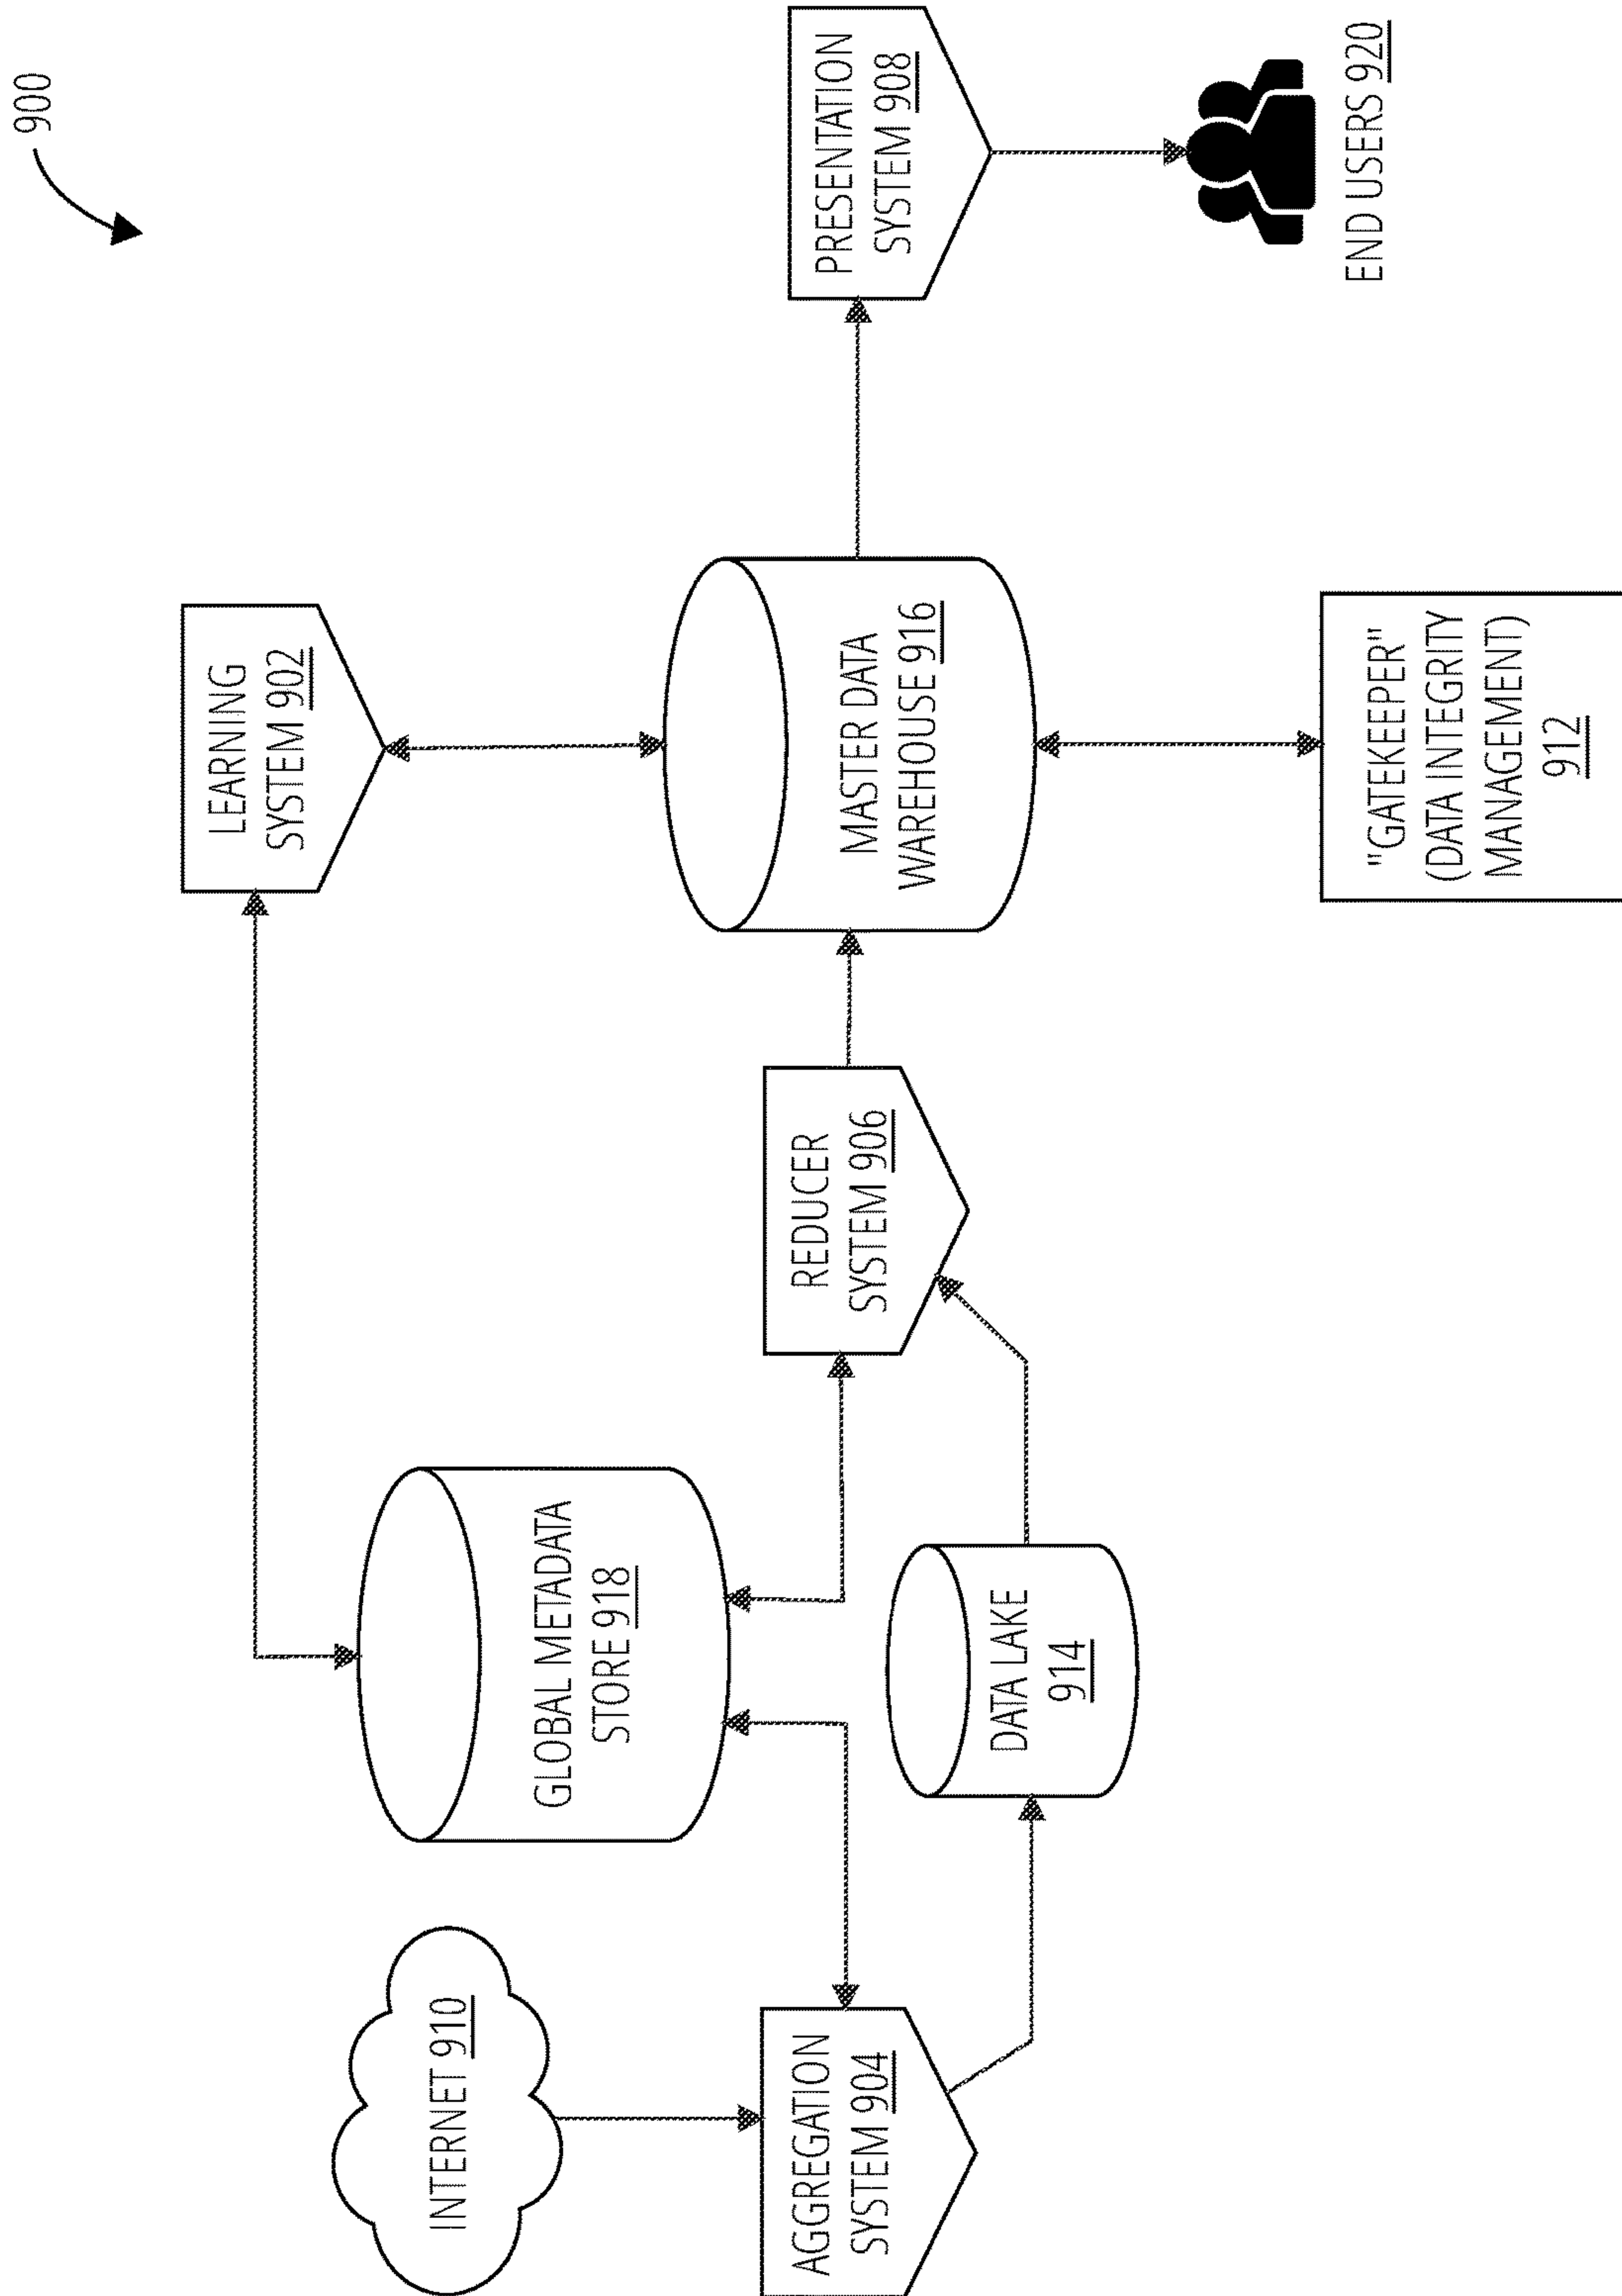 900
LEARNING
SYSTEM 902
INTERNET 910
GLOBAL METADATA
STORE 918
AGGREGATION
SYSTEM 904
REDUCER
SYSTEM 906
MASTER DATA
WAREHOUSE 916
PRESENTATION
SYSTEM 908
DATA LAKE
914
"GATEKEEPER"
(DATA INTEGRITY
MANAGEMENT)
912
END USERS 920